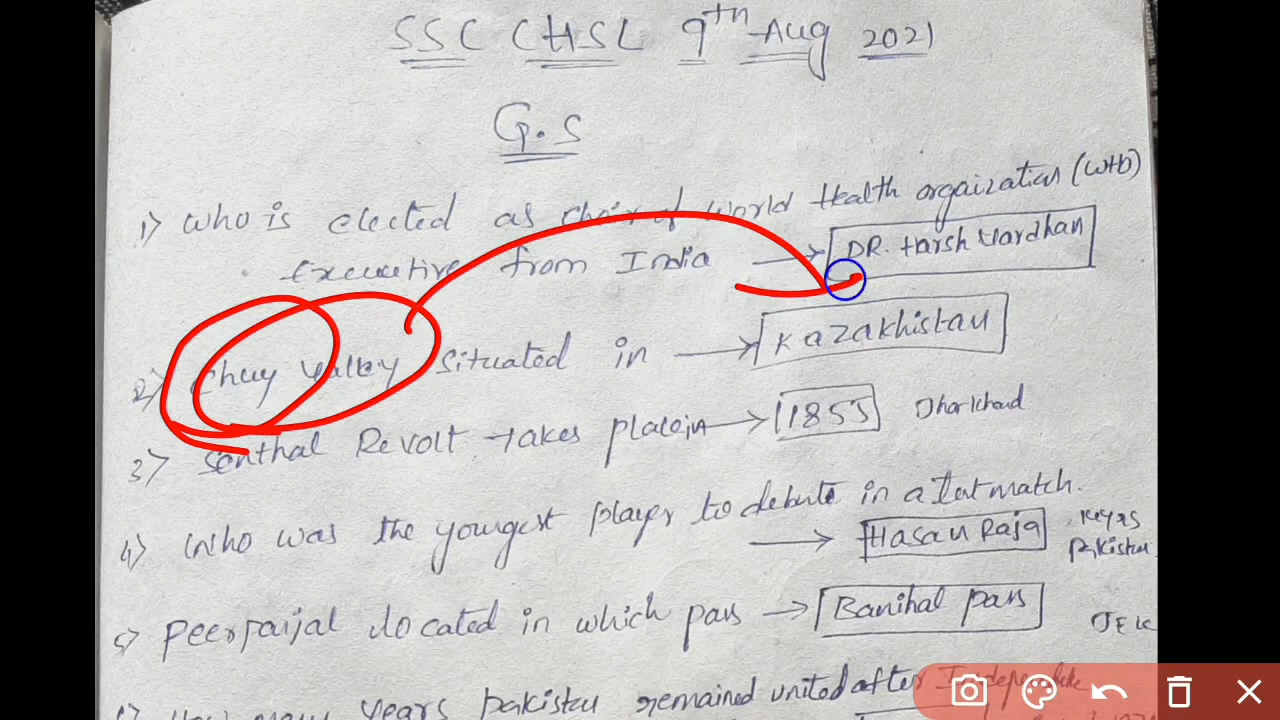 SSC CHSL 9th Aug 2021
G.S
1) who is elected as chair of world Health orgaization (WHO)
Executive from India → DR. Harsh Vardhan
2) Chuy Valley situated in → Kazakhistan
3) Santhal Revolt takes place in → 1855 Jharkhand
4) Who was the youngest player to debute in a Test match.
→ Hasan Raja
Pakistan
5) Peerpanjal located in which pass → Banihal pass
J & K
years pakistan remained united after Independence